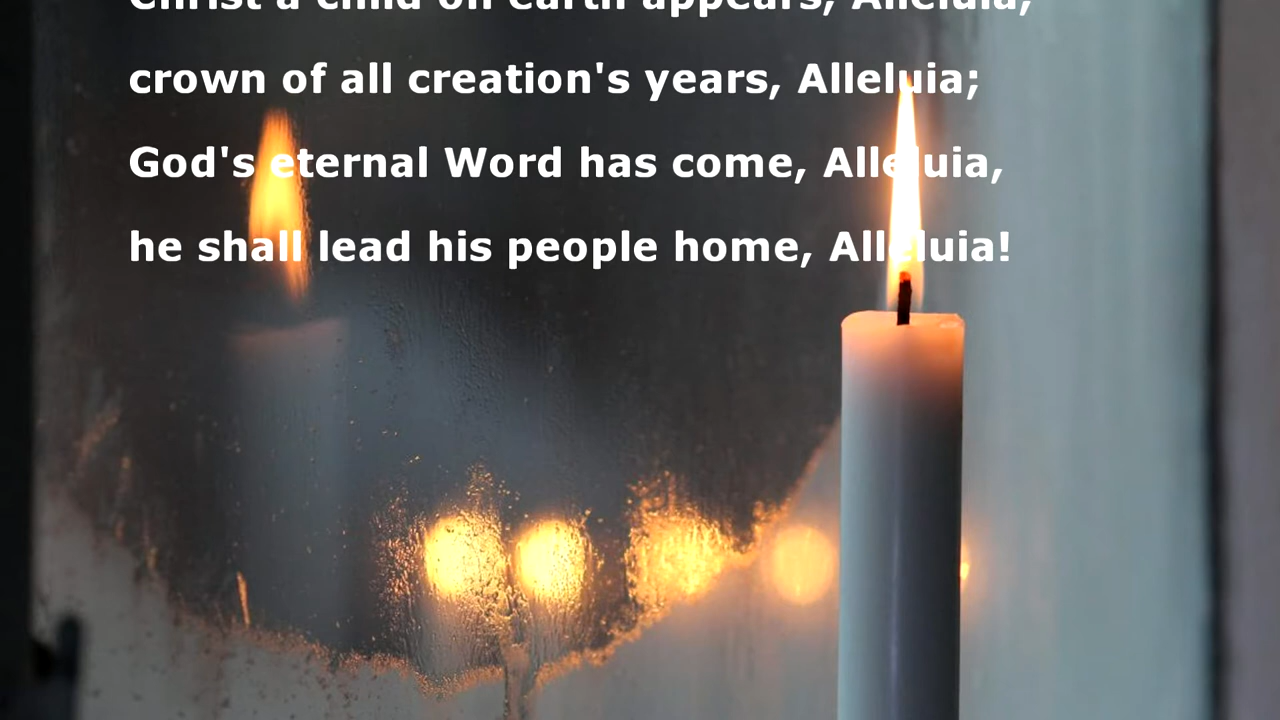 Christ a child on earth appears, Alleluia,
crown of all creation's years, Alleluia;
God's eternal Word has come, Alleluia,
he shall lead his people home, Alleluia!